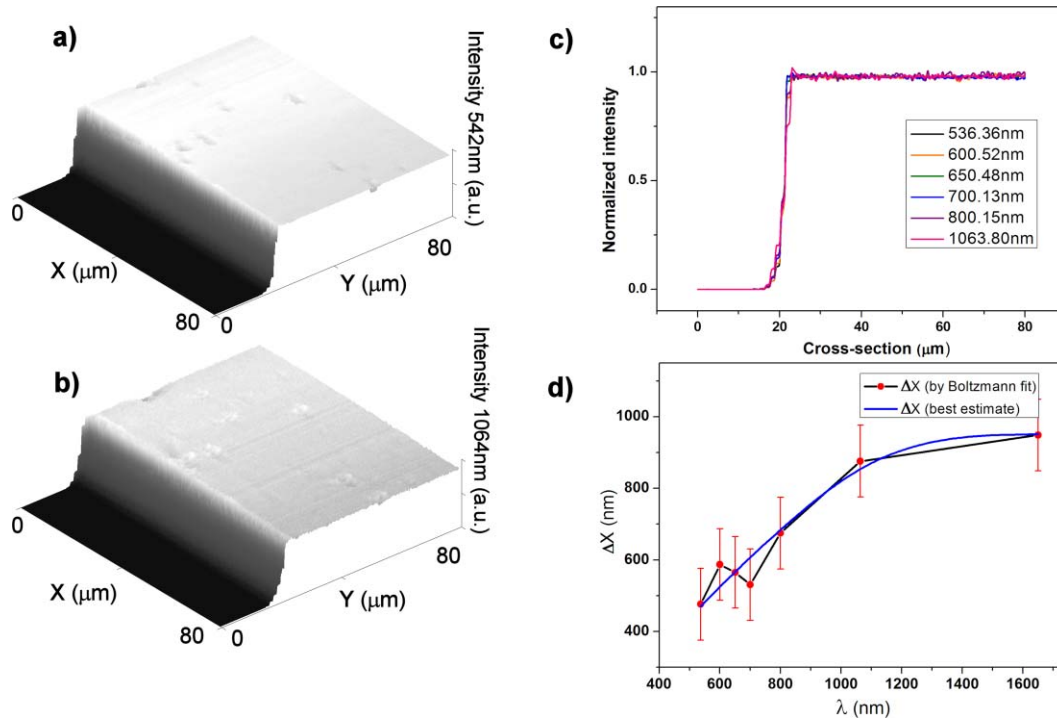 a)
Intensity 542nm (a.u.)
0
X (μm)
80
0
Y (μm)
80
b)
Intensity 1064nm (a.u.)
0
X (μm)
80
0
Y (μm)
80
c)
Normalized intensity
1.0
0.5
0.0
536.36nm
600.52nm
650.48nm
700.13nm
800.15nm
1063.80nm
0 20 40 60 80
Cross-section (μm)
d)
ΔX (by Boltzmann fit)
ΔX (best estimate)
ΔX (nm)
1000
800
600
400
400 600 800 1000 1200 1400 1600
λ (nm)